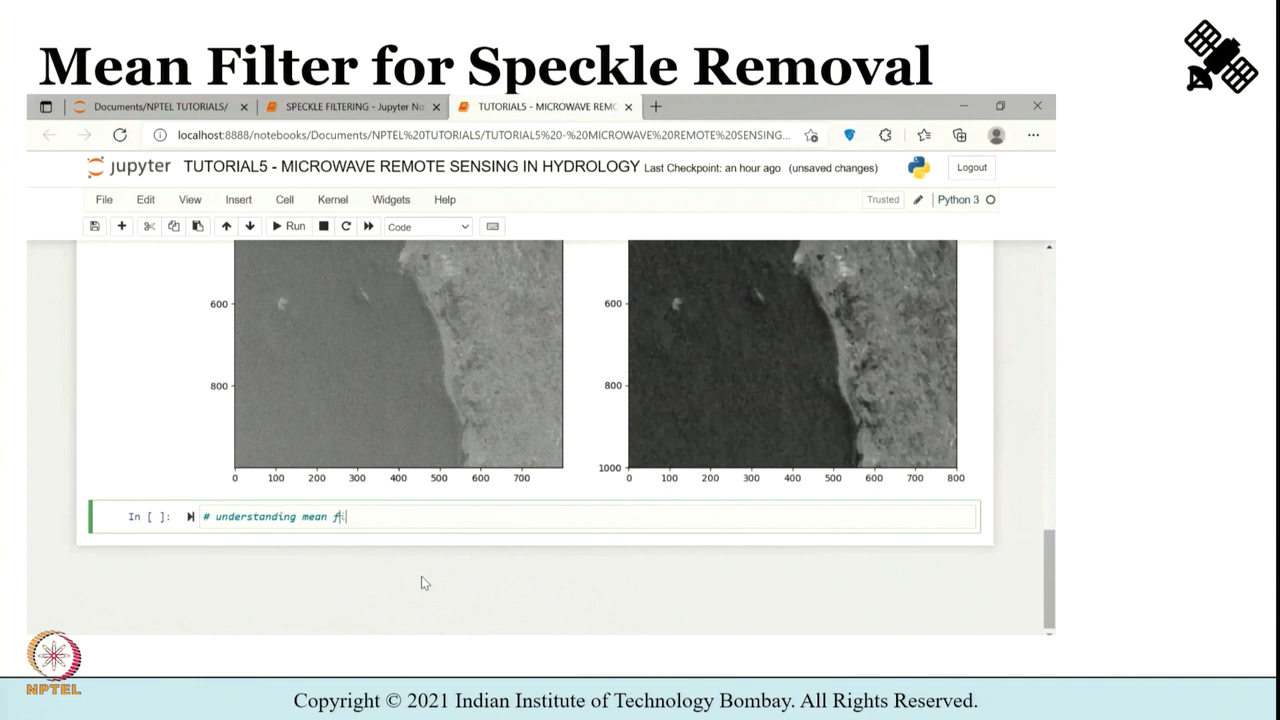 Mean Filter for Speckle Removal
Documents/NPTEL TUTORIALS/
SPECKLE FILTERING - Jupyter No
TUTORIAL5 - MICROWAVE REMO
localhost:8888/notebooks/Documents/NPTEL%20TUTORIALS/TUTORIAL5%20-%20MICROWAVE%20REMOTE%20SENSING...
jupyter TUTORIAL5 - MICROWAVE REMOTE SENSING IN HYDROLOGY Last Checkpoint: an hour ago (unsaved changes)
Logout
File Edit View Insert Cell Kernel Widgets Help
Trusted
Python 3
Run
Code
600
800
0 100 200 300 400 500 600 700
600
800
1000
0 100 200 300 400 500 600 700 800
In [ ]:
# understanding mean fi
NPTEL
Copyright © 2021 Indian Institute of Technology Bombay. All Rights Reserved.